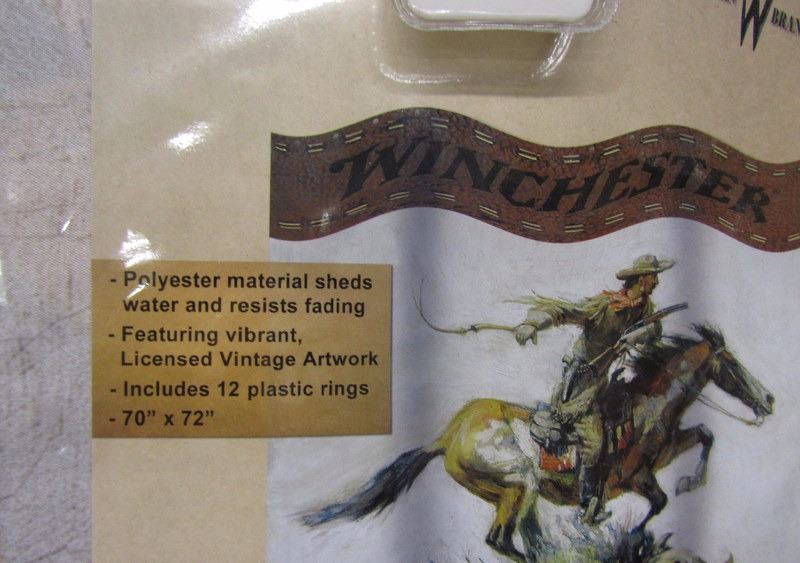 W
WINCHESTER
- Polyester material sheds
water and resists fading
- Featuring vibrant,
Licensed Vintage Artwork
- Includes 12 plastic rings
- 70” x 72”